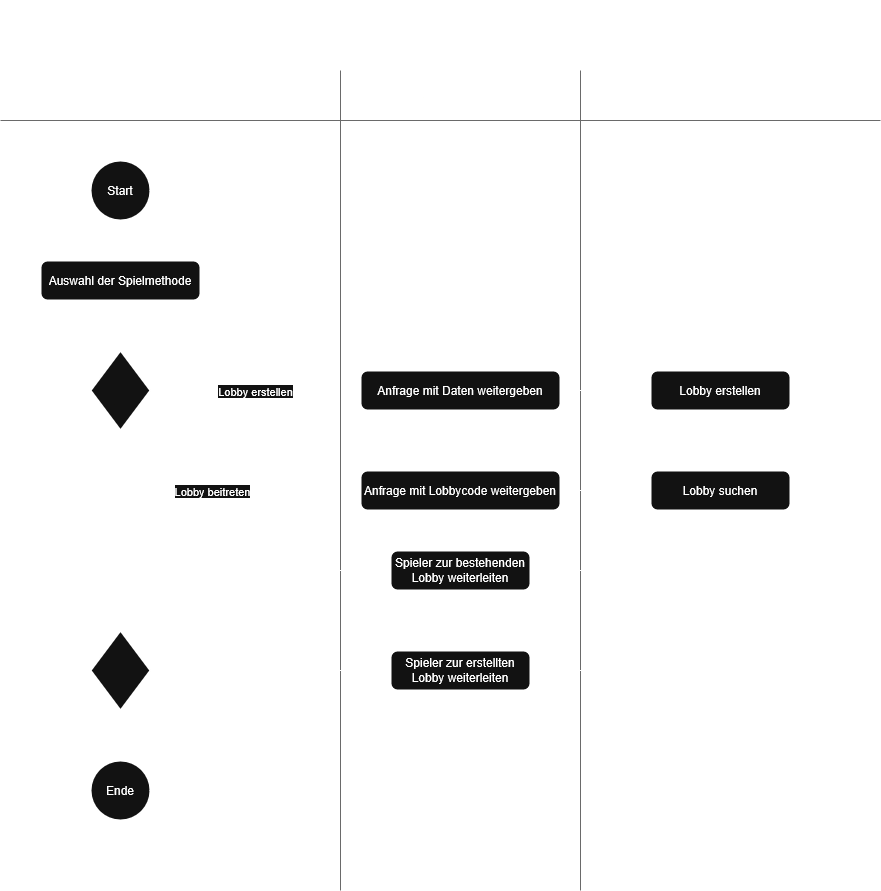 Start
Auswahl der Spielmethode
Lobby erstellen
Anfrage mit Daten weitergeben
Lobby erstellen
Lobby beitreten
Anfrage mit Lobbycode weitergeben
Lobby suchen
Spieler zur bestehenden
Lobby weiterleiten
Spieler zur erstellten
Lobby weiterleiten
Ende